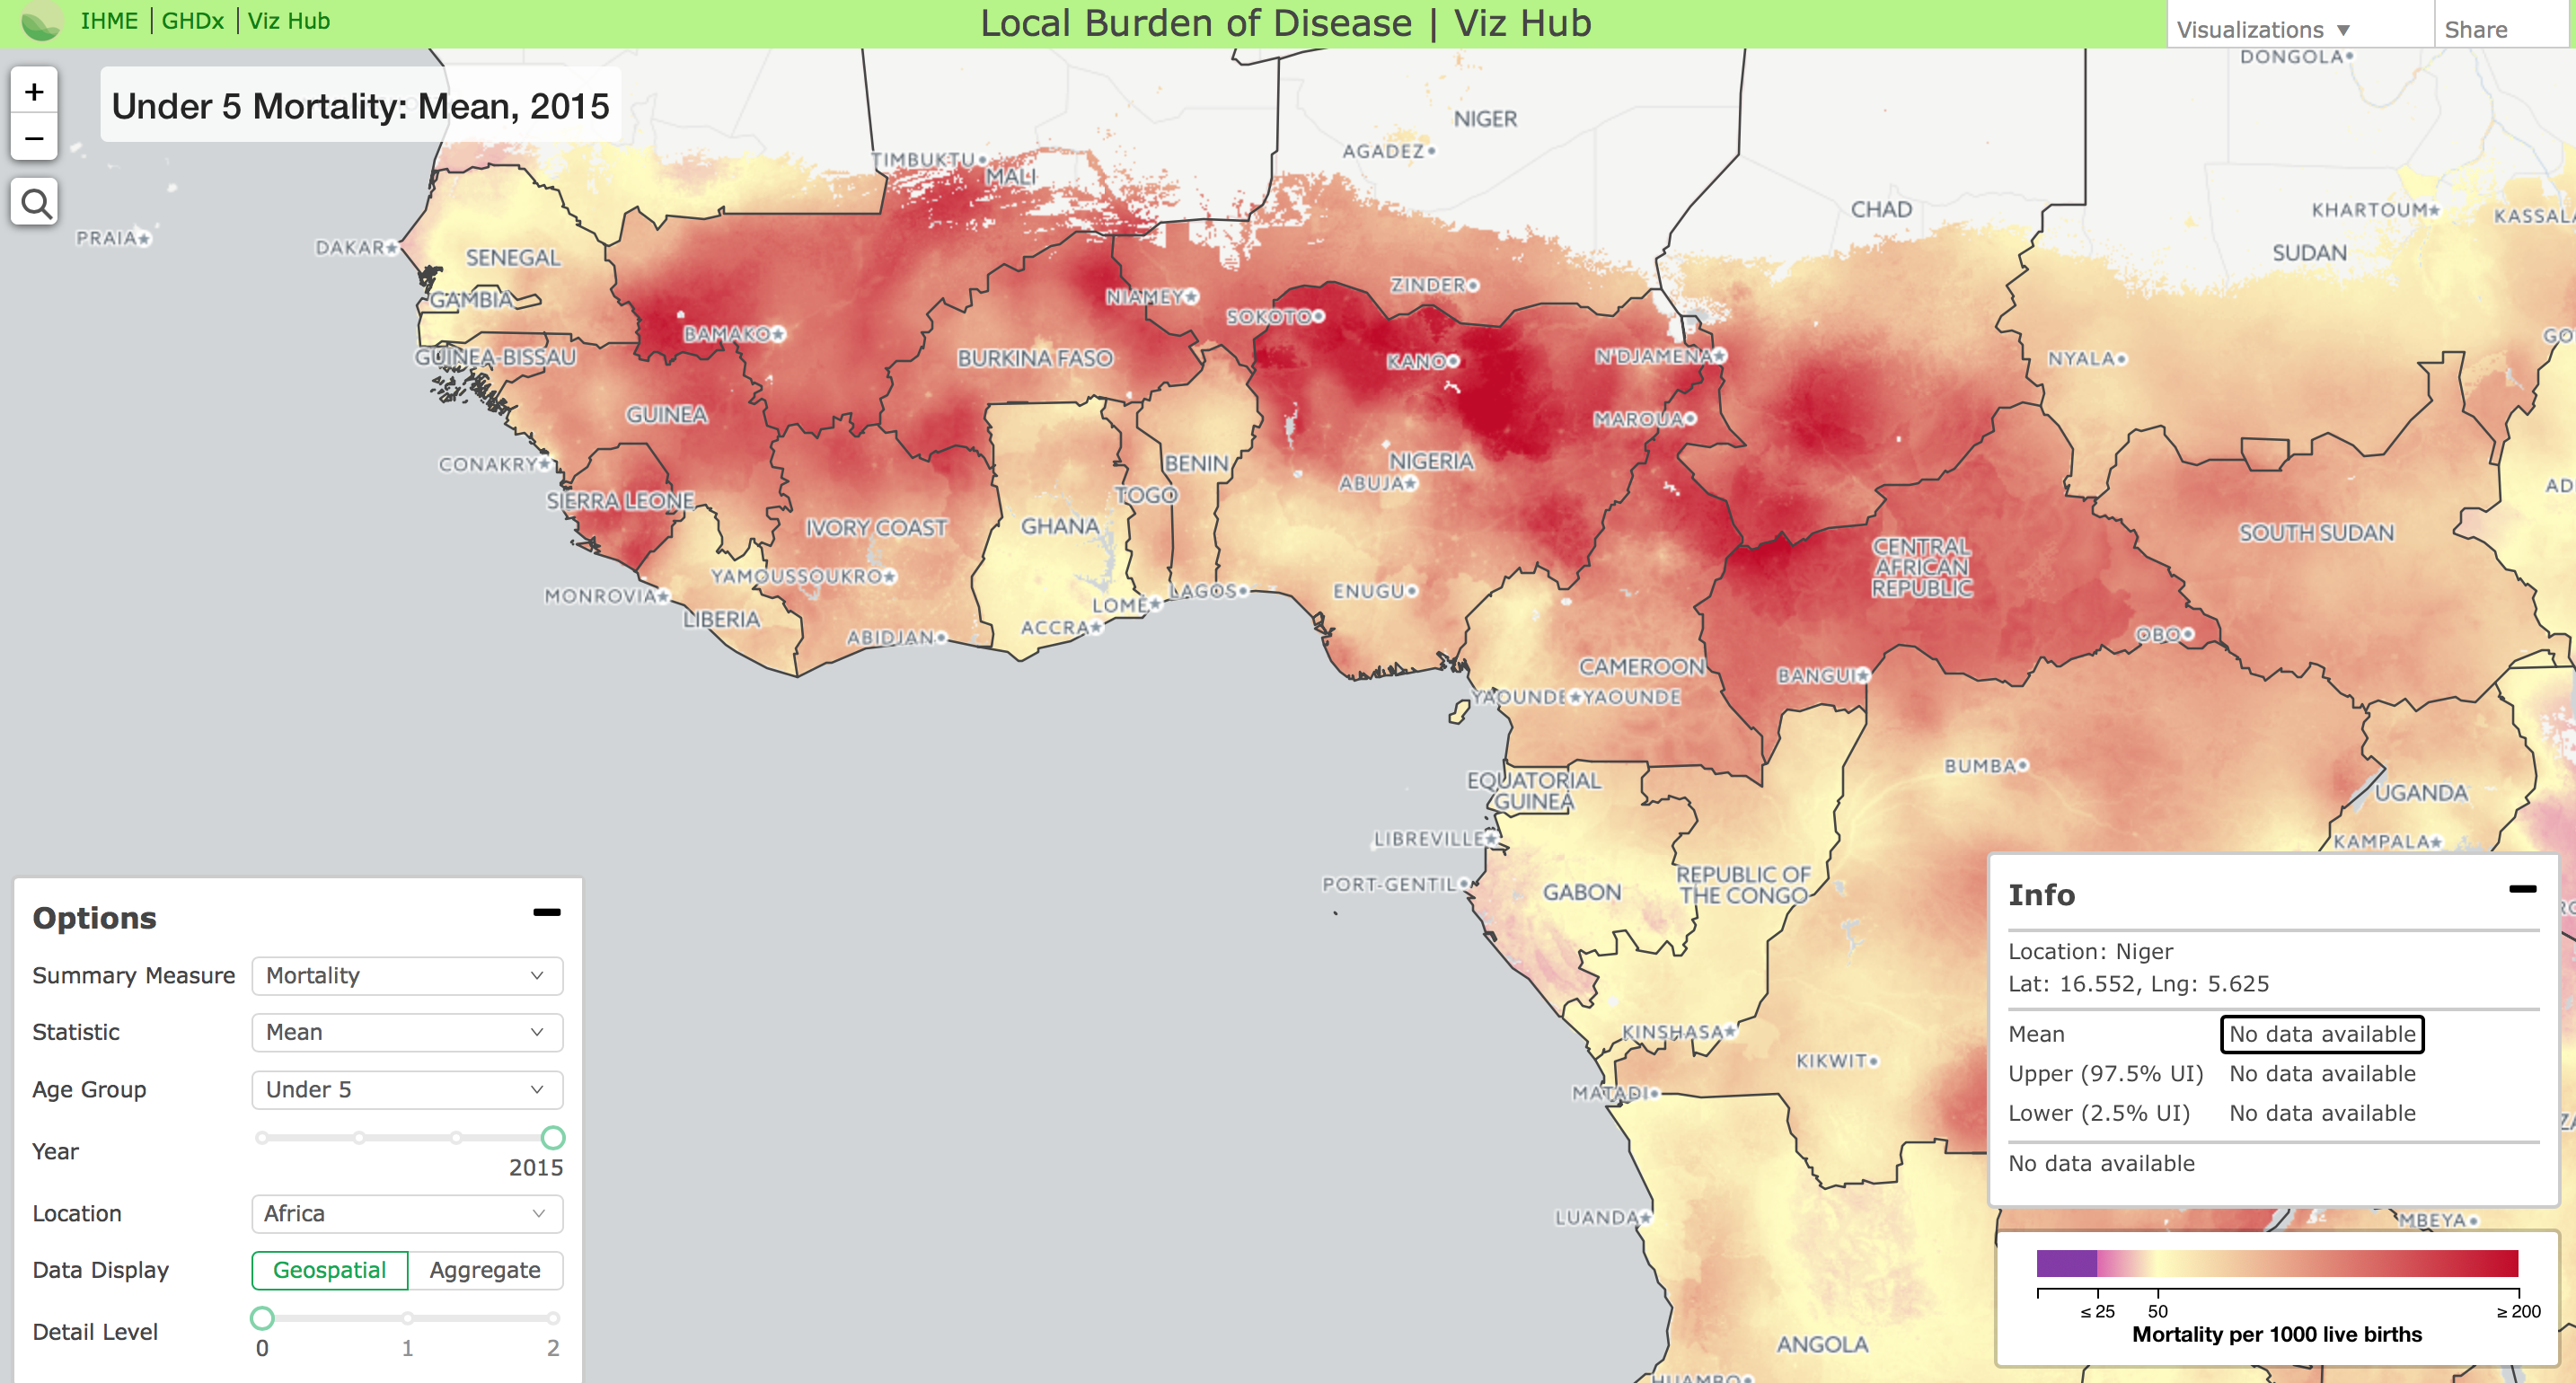 IHME | GHDx | Viz Hub
Local Burden of Disease | Viz Hub
Visualizations ▼
Share
+
−
Under 5 Mortality: Mean, 2015
DONGOLA
NIGER
AGADEZ
TIMBUKTU
MALI
CHAD
KHARTOUM
KASSALA
SUDAN
PRAIA
DAKAR
SENEGAL
GAMBIA
ZINDER
NIAMEY
SOKOTO
BAMAKO
GUINEA-BISSAU
BURKINA FASO
KANO
N'DJAMENA
NYALA
GO
GUINEA
MAROUA
CONAKRY
BENIN
NIGERIA
ABUJA
SIERRA LEONE
TOGO
AD
IVORY COAST
GHANA
SOUTH SUDAN
CENTRAL
AFRICAN
REPUBLIC
YAMOUSSOUKRO
MONROVIA
LAGOS
ENUGU
LOMÉ
LIBERIA
ACCRA
ABIDJAN
OBO
CAMEROON
BANGUI
YAOUNDE YAOUNDE
BUMBA
EQUATORIAL
GUINEA
UGANDA
LIBREVILLE
KAMPALA
PORT-GENTIL
GABON
REPUBLIC OF
THE CONGO
KINSHASA
KIKWIT
MATADI
LUANDA
MBEYA
ANGOLA
HUAMBO
Options
Summary Measure Mortality
Statistic Mean
Age Group Under 5
Year
2015
Location Africa
Data Display Geospatial Aggregate
Detail Level
0 1 2
Info
Location: Niger
Lat: 16.552, Lng: 5.625
Mean No data available
Upper (97.5% UI) No data available
Lower (2.5% UI) No data available
No data available
≤ 25 50 ≥ 200
Mortality per 1000 live births